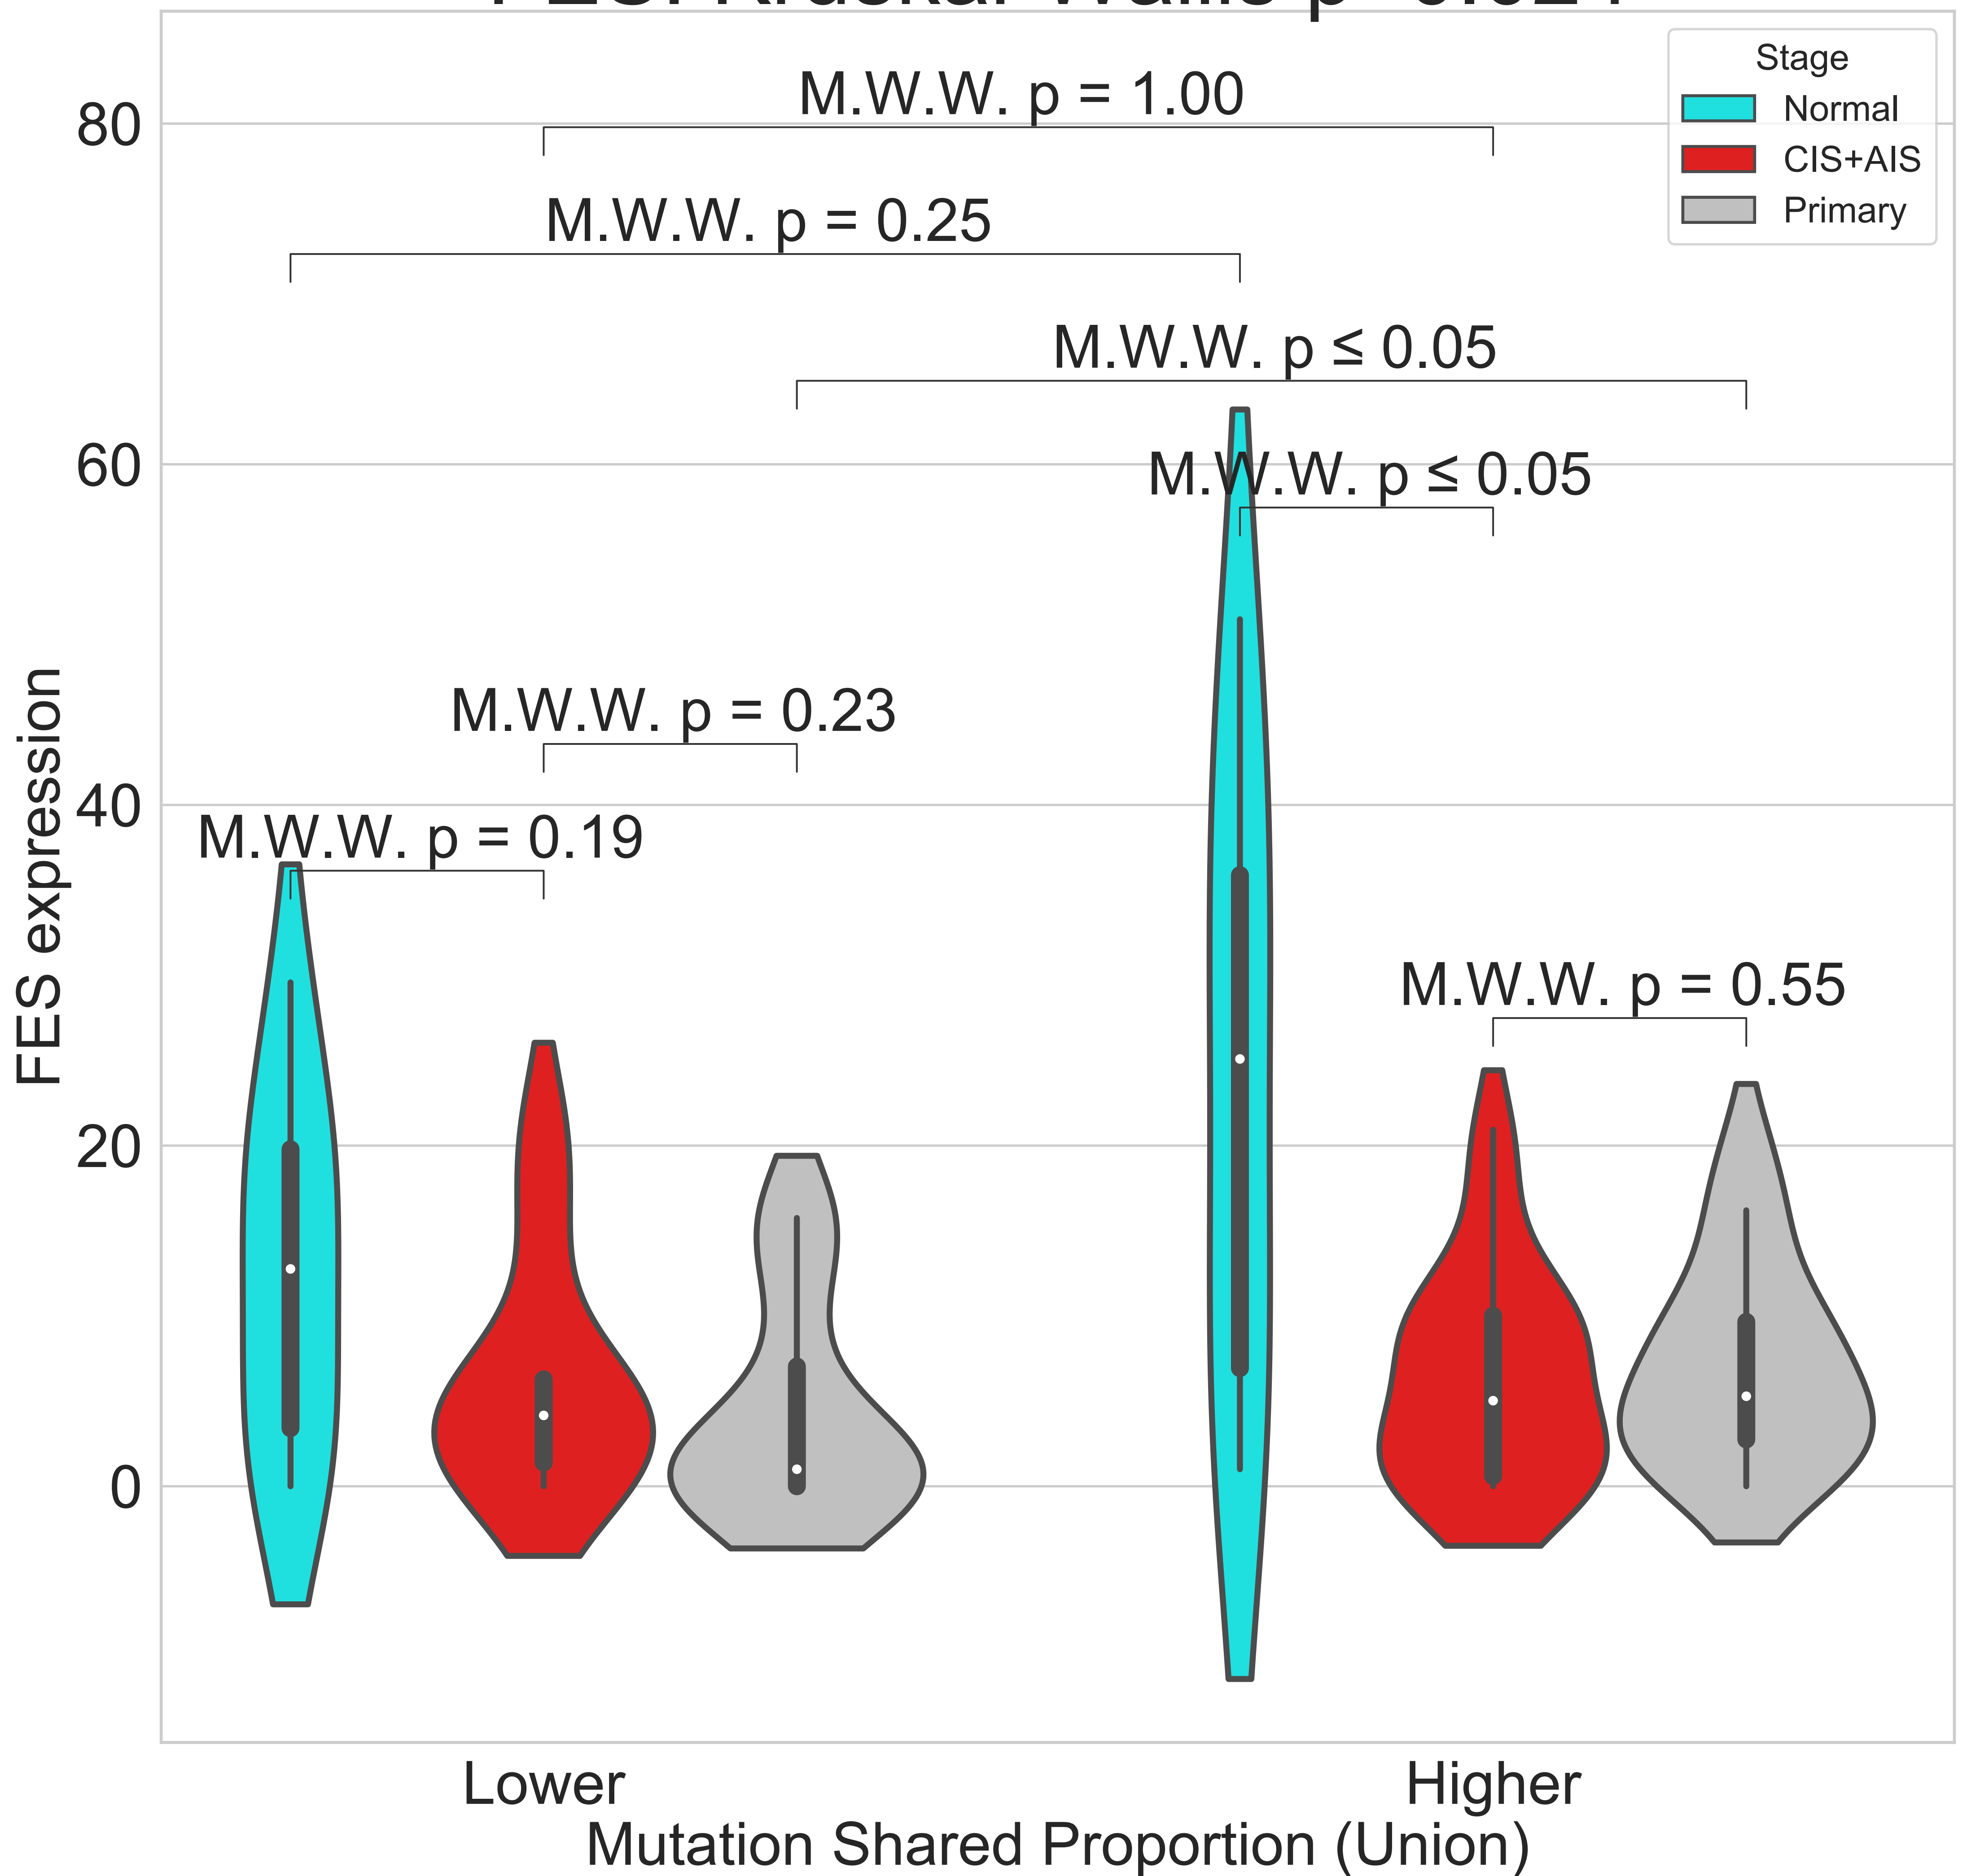 Stage
Normal
CIS+AIS
Primary
M.W.W. p = 1.00
M.W.W. p = 0.25
M.W.W. p ≤ 0.05
M.W.W. p ≤ 0.05
M.W.W. p = 0.23
M.W.W. p = 0.19
M.W.W. p = 0.55
80
60
40
20
0
FES expression
Lower
Higher
Mutation Shared Proportion (Union)